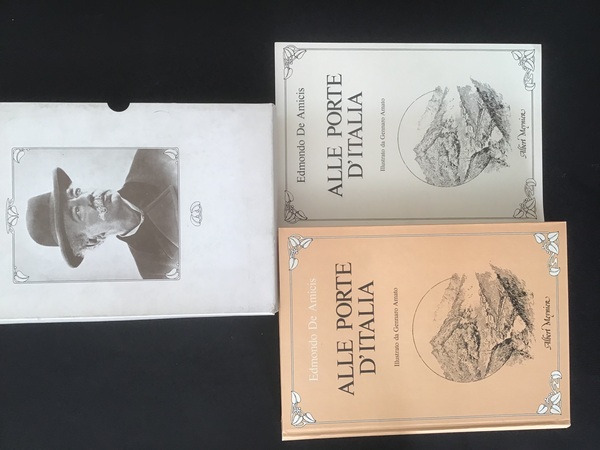 Edmondo De Amicis
ALLE PORTE
D'ITALIA
Illustrato da Gennaro Amato
Albert Meynier
Edmondo De Amicis
ALLE PORTE
D'ITALIA
Illustrato da Gennaro Amato
Albert Meynier